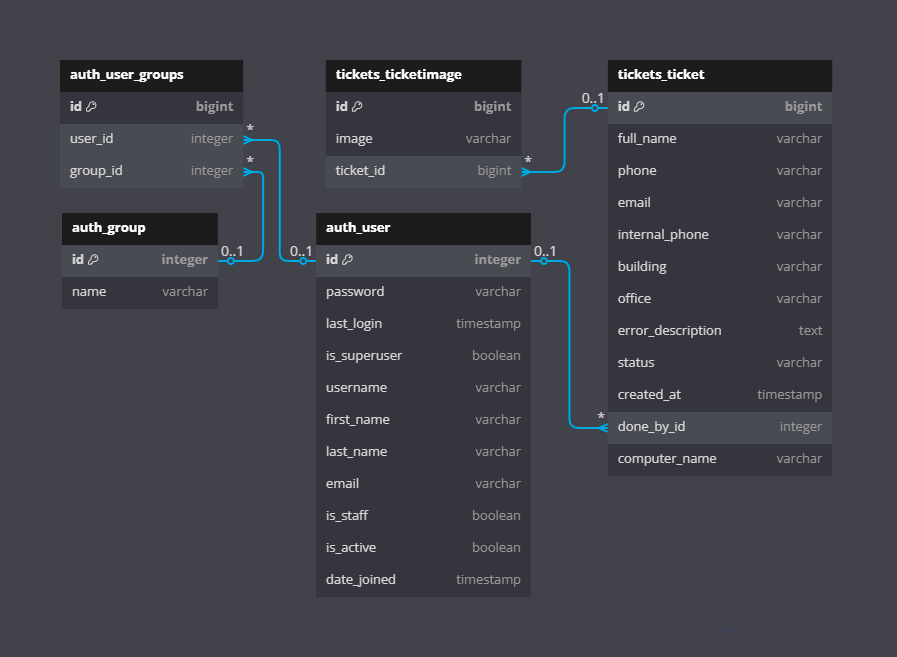 auth_user_groups
id bigint
user_id integer *
group_id integer *
tickets_ticketimage
id bigint
image varchar
ticket_id bigint *
tickets_ticket
0..1 id bigint
full_name varchar
phone varchar
email varchar
internal_phone varchar
building varchar
office varchar
error_description text
status varchar
created_at timestamp
* done_by_id integer
computer_name varchar
auth_group
id integer 0..1
name varchar
auth_user
0..1 id integer 0..1
password varchar
last_login timestamp
is_superuser boolean
username varchar
first_name varchar
last_name varchar
email varchar
is_staff boolean
is_active boolean
date_joined timestamp